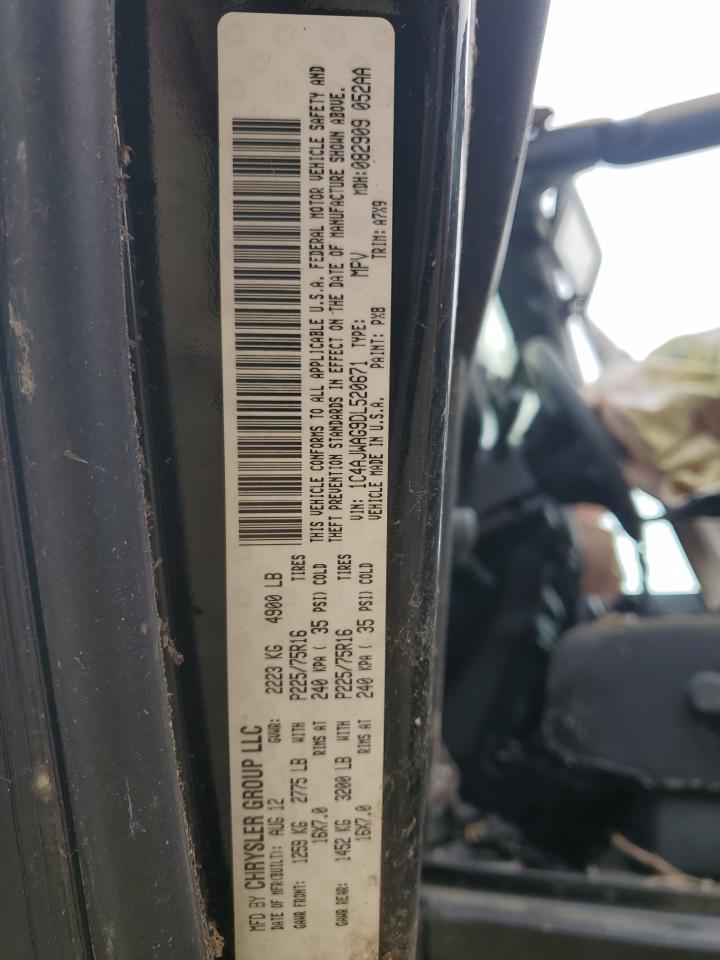 MFD BY CHRYSLER GROUP LLC
DATE OF MFR(BUILT): AUG 12 GVWR: 2223 KG 4900 LB
GAWR FRONT: 1259 KG 2775 LB WITH P225/75R16 TIRES
16X7.0 RIMS AT 240 KPA ( 35 PSI) COLD
GAWR REAR: 1452 KG 3200 LB WITH P225/75R16 TIRES
16X7.0 RIMS AT 240 KPA ( 35 PSI) COLD
THIS VEHICLE CONFORMS TO ALL APPLICABLE U.S.A. FEDERAL MOTOR VEHICLE SAFETY AND
THEFT PREVENTION STANDARDS IN EFFECT ON THE DATE OF MANUFACTURE SHOWN ABOVE.
VIN: 1C4AJWAG9DL520671 TYPE: MPV MDH:082909 052AA
VEHICLE MADE IN U.S.A. PAINT: PX8 TRIM: A7X9